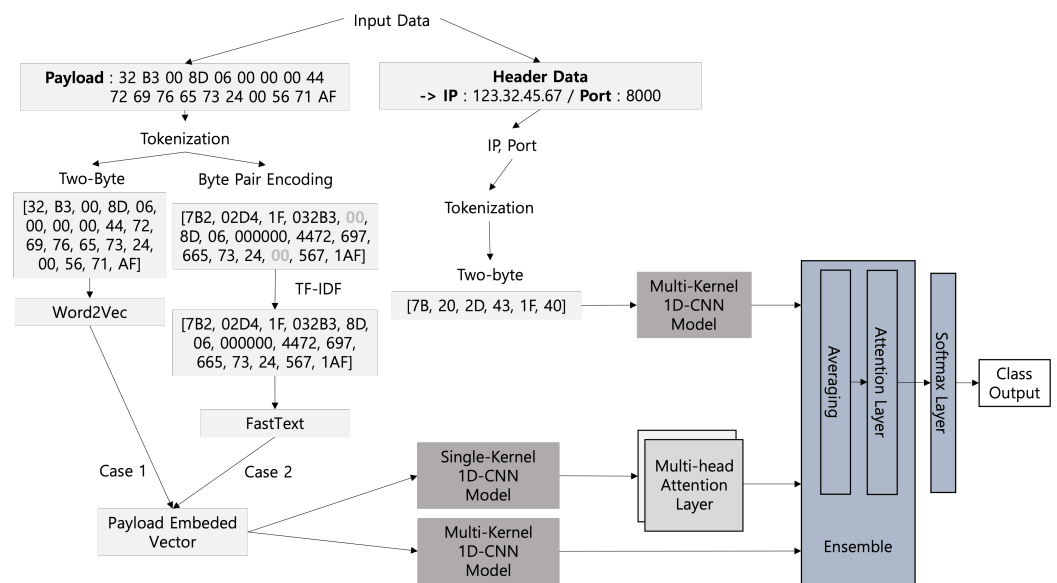 Input Data
Payload : 32 B3 00 8D 06 00 00 00 44
72 69 76 65 73 24 00 56 71 AF
Header Data
-> IP : 123.32.45.67 / Port : 8000
Tokenization
IP, Port
Two-Byte
Byte Pair Encoding
[32, B3, 00, 8D, 06,
00, 00, 00, 44, 72,
69, 76, 65, 73, 24,
00, 56, 71, AF]
[7B2, 02D4, 1F, 032B3, 00,
8D, 06, 000000, 4472, 697,
665, 73, 24, 00, 567, 1AF]
Tokenization
Two-byte
[7B, 20, 2D, 43, 1F, 40]
Multi-Kernel
1D-CNN
Model
TF-IDF
Word2Vec
[7B2, 02D4, 1F, 032B3, 8D,
06, 000000, 4472, 697,
665, 73, 24, 567, 1AF]
FastText
Case 1
Case 2
Payload Embeded
Vector
Single-Kernel
1D-CNN
Model
Multi-head
Attention
Layer
Multi-Kernel
1D-CNN
Model
Averaging
Attention Layer
Ensemble
Softmax Layer
Class
Output